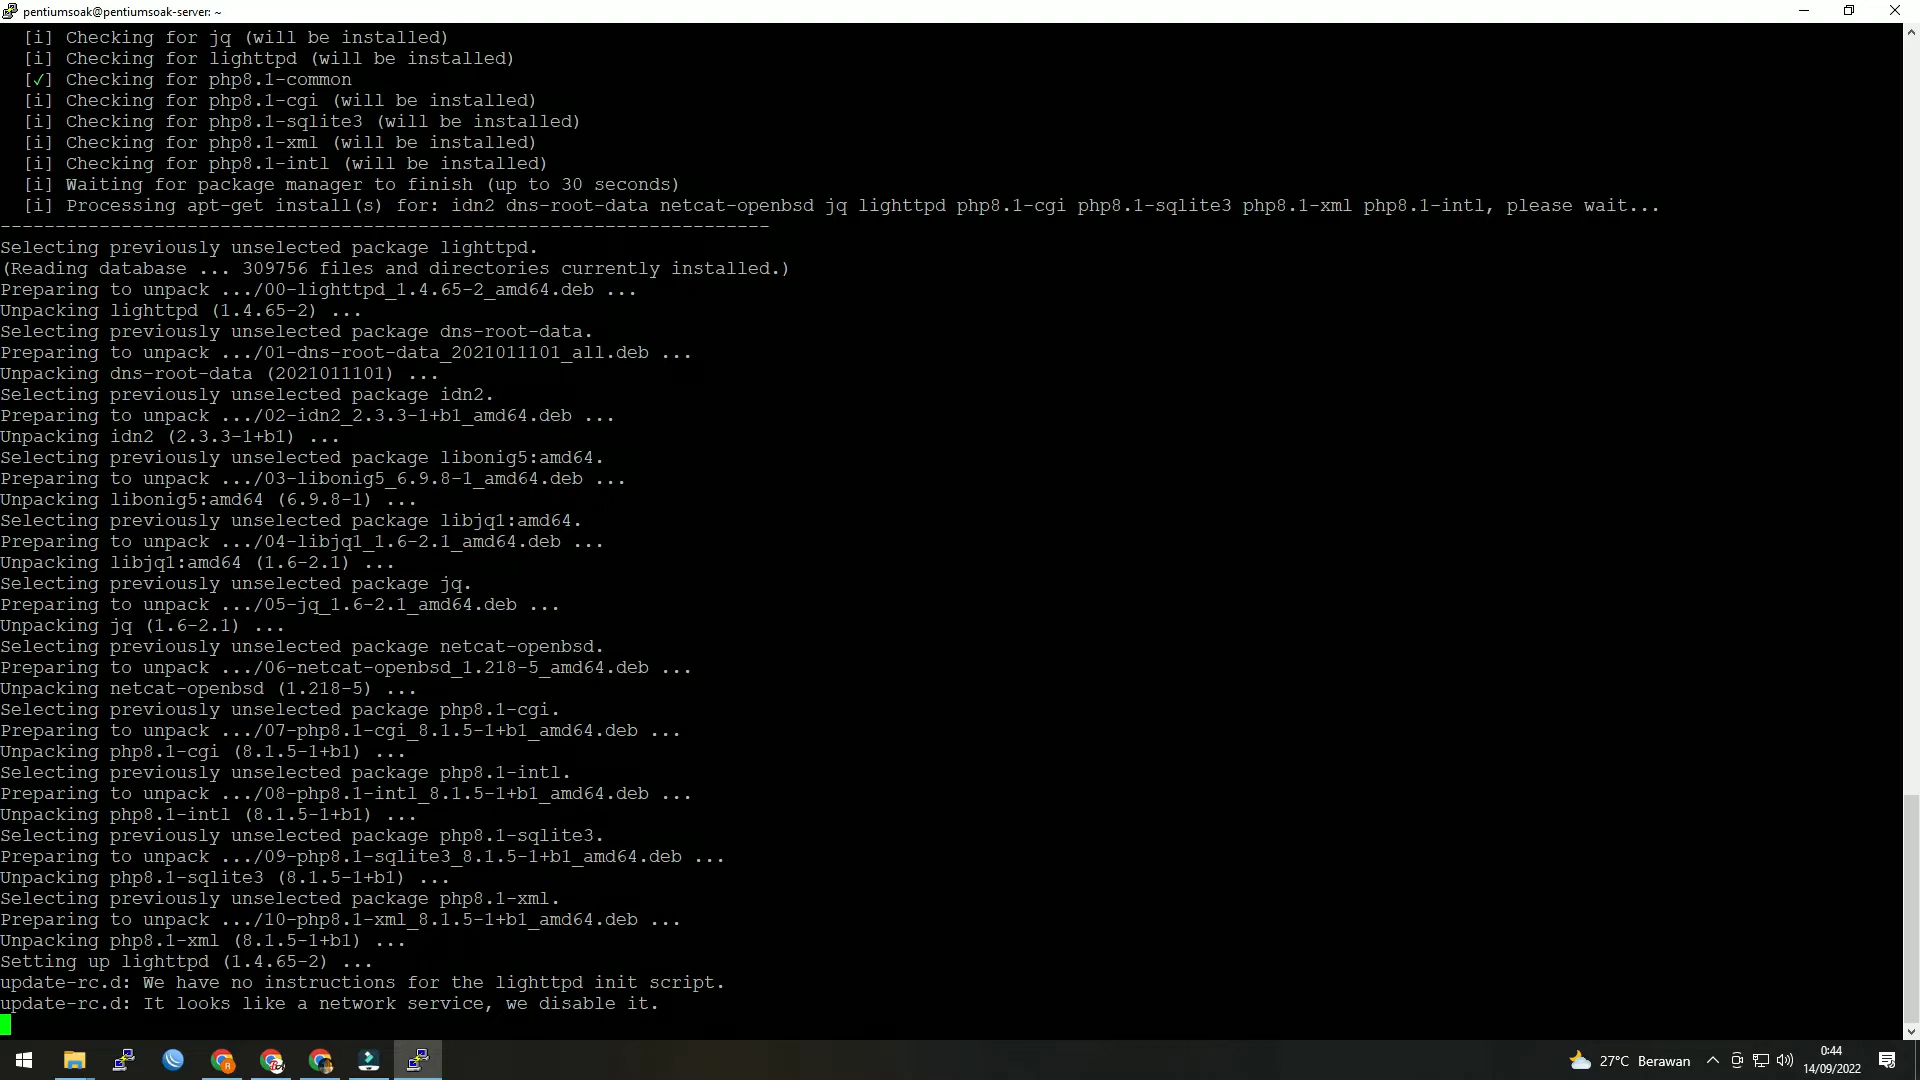 pentiumsoak@pentiumsoak-server: ~
[i] Checking for jq (will be installed)
[i] Checking for lighttpd (will be installed)
[✓] Checking for php8.1-common
[i] Checking for php8.1-cgi (will be installed)
[i] Checking for php8.1-sqlite3 (will be installed)
[i] Checking for php8.1-xml (will be installed)
[i] Checking for php8.1-intl (will be installed)
[i] Waiting for package manager to finish (up to 30 seconds)
[i] Processing apt-get install(s) for: idn2 dns-root-data netcat-openbsd jq lighttpd php8.1-cgi php8.1-sqlite3 php8.1-xml php8.1-intl, please wait...
----------------------------------------------------------------------
Selecting previously unselected package lighttpd.
(Reading database ... 309756 files and directories currently installed.)
Preparing to unpack .../00-lighttpd_1.4.65-2_amd64.deb ...
Unpacking lighttpd (1.4.65-2) ...
Selecting previously unselected package dns-root-data.
Preparing to unpack .../01-dns-root-data_2021011101_all.deb ...
Unpacking dns-root-data (2021011101) ...
Selecting previously unselected package idn2.
Preparing to unpack .../02-idn2_2.3.3-1+b1_amd64.deb ...
Unpacking idn2 (2.3.3-1+b1) ...
Selecting previously unselected package libonig5:amd64.
Preparing to unpack .../03-libonig5_6.9.8-1_amd64.deb ...
Unpacking libonig5:amd64 (6.9.8-1) ...
Selecting previously unselected package libjq1:amd64.
Preparing to unpack .../04-libjq1_1.6-2.1_amd64.deb ...
Unpacking libjq1:amd64 (1.6-2.1) ...
Selecting previously unselected package jq.
Preparing to unpack .../05-jq_1.6-2.1_amd64.deb ...
Unpacking jq (1.6-2.1) ...
Selecting previously unselected package netcat-openbsd.
Preparing to unpack .../06-netcat-openbsd_1.218-5_amd64.deb ...
Unpacking netcat-openbsd (1.218-5) ...
Selecting previously unselected package php8.1-cgi.
Preparing to unpack .../07-php8.1-cgi_8.1.5-1+b1_amd64.deb ...
Unpacking php8.1-cgi (8.1.5-1+b1) ...
Selecting previously unselected package php8.1-intl.
Preparing to unpack .../08-php8.1-intl_8.1.5-1+b1_amd64.deb ...
Unpacking php8.1-intl (8.1.5-1+b1) ...
Selecting previously unselected package php8.1-sqlite3.
Preparing to unpack .../09-php8.1-sqlite3_8.1.5-1+b1_amd64.deb ...
Unpacking php8.1-sqlite3 (8.1.5-1+b1) ...
Selecting previously unselected package php8.1-xml.
Preparing to unpack .../10-php8.1-xml_8.1.5-1+b1_amd64.deb ...
Unpacking php8.1-xml (8.1.5-1+b1) ...
Setting up lighttpd (1.4.65-2) ...
update-rc.d: We have no instructions for the lighttpd init script.
update-rc.d: It looks like a network service, we disable it.
27°C Berawan
0:44
14/09/2022